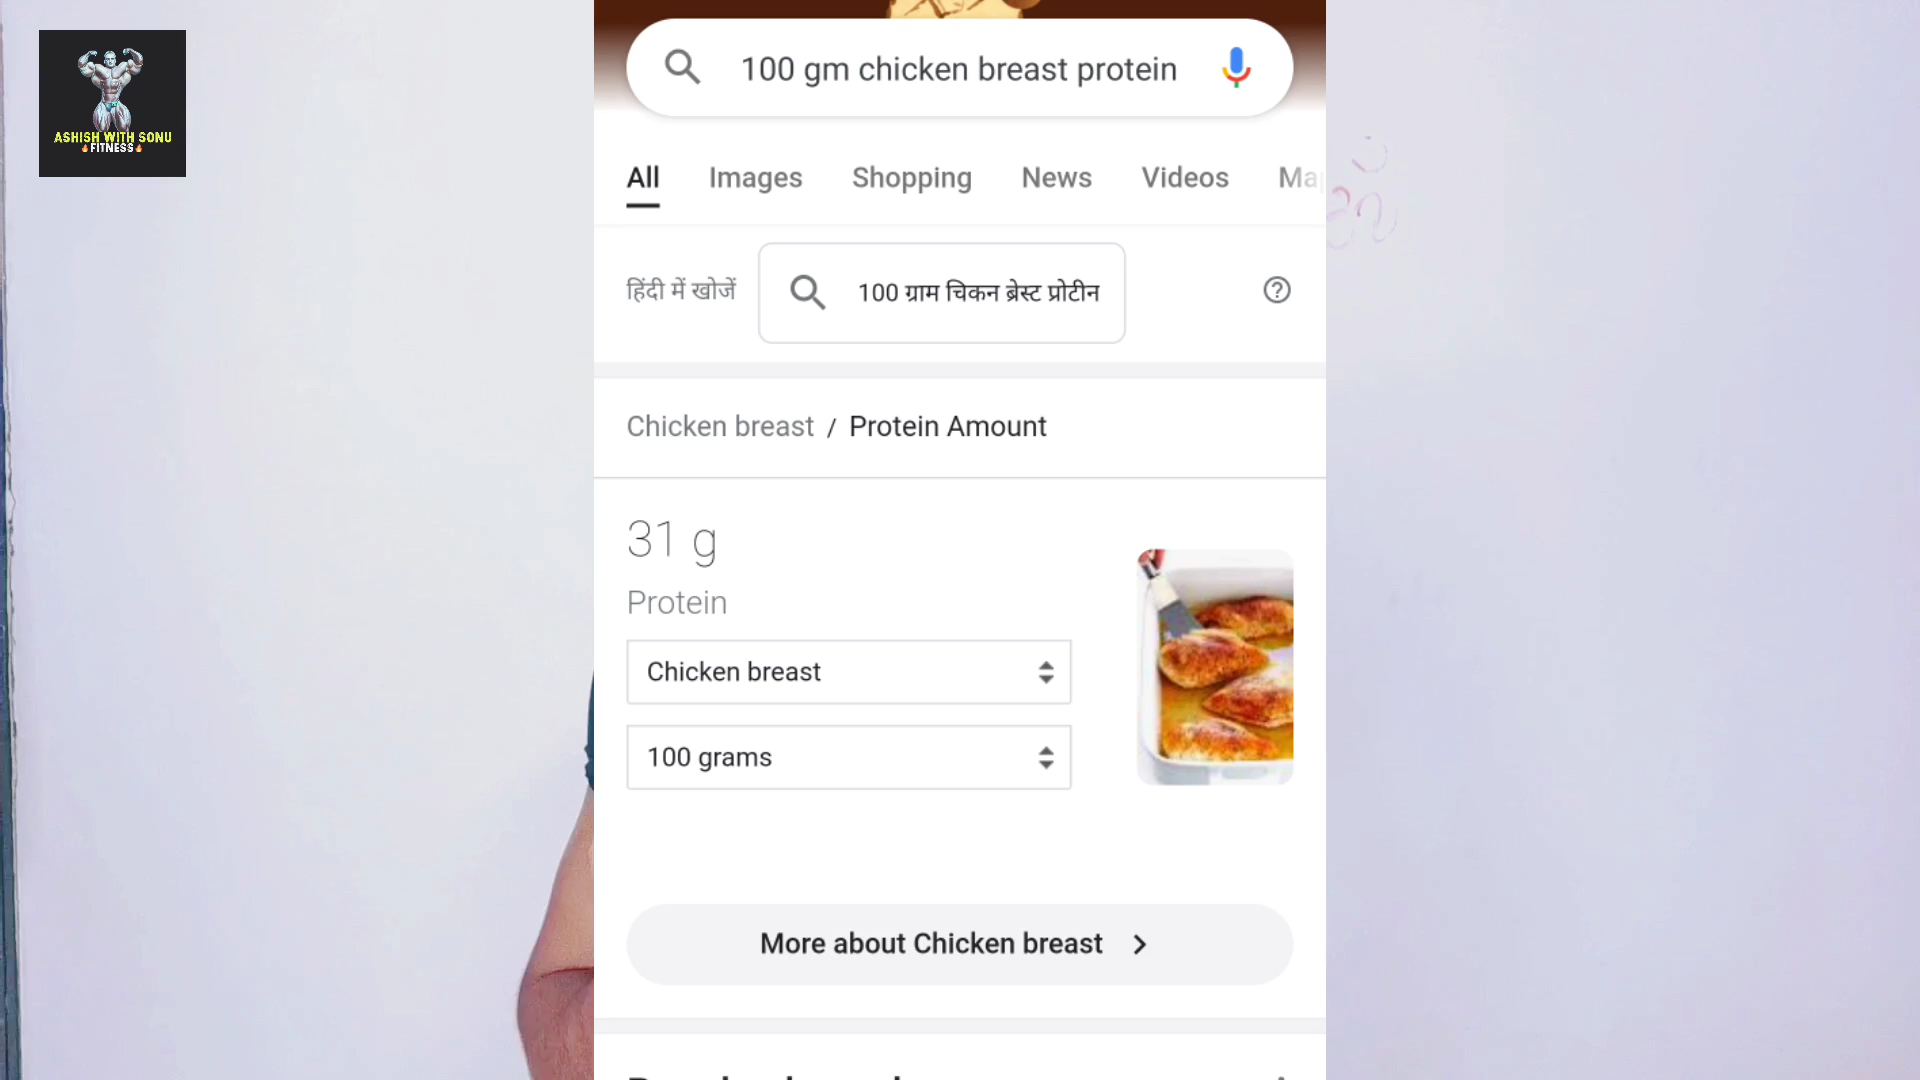 ASHISH WITH SONU
FITNESS
100 gm chicken breast protein
All Images Shopping News Videos
हिंदी में खोजें 100 ग्राम चिकन ब्रेस्ट प्रोटीन
Chicken breast / Protein Amount
31 g
Protein
Chicken breast
100 grams
More about Chicken breast